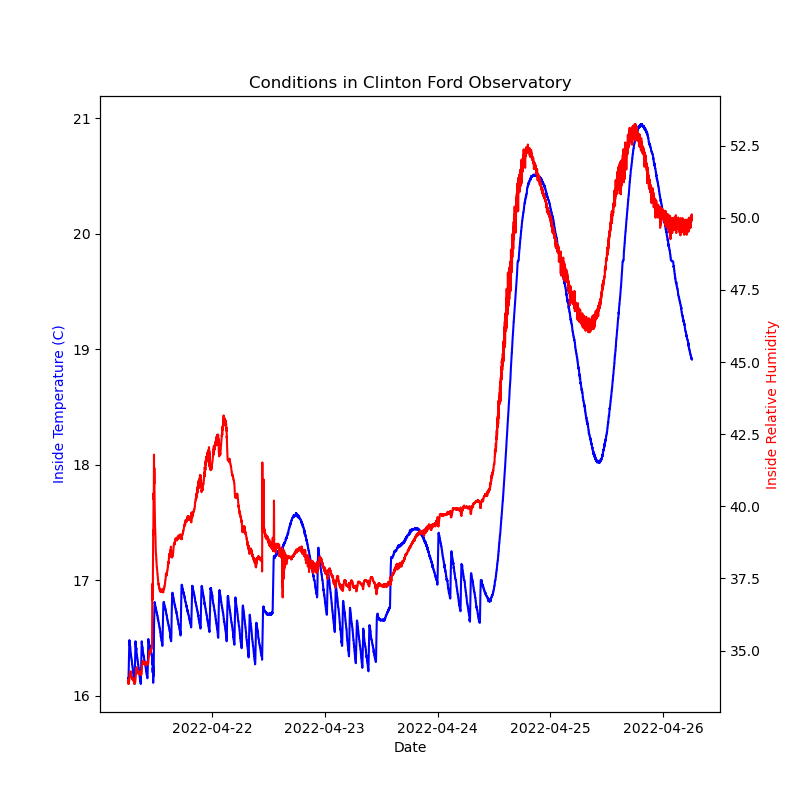 Conditions in Clinton Ford Observatory
21
20
19
18
17
16
Inside Temperature (C)
52.5
50.0
47.5
45.0
42.5
40.0
37.5
35.0
Inside Relative Humidity
2022-04-22 2022-04-23 2022-04-24 2022-04-25 2022-04-26
Date